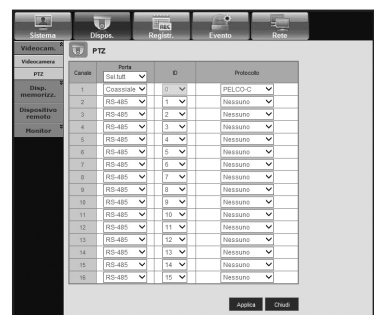 Sistema Dispos. Registr. Evento Rete
REC
Videocam.
Videocamera
PTZ
Disp. memorizz.
Dispositivo remoto
Monitor
PTZ
Canale Porta ID Protocollo
Sel.tutt
1 Coassiale 0 PELCO-C
2 RS-485 1 Nessuno
3 RS-485 2 Nessuno
4 RS-485 3 Nessuno
5 RS-485 4 Nessuno
6 RS-485 5 Nessuno
7 RS-485 6 Nessuno
8 RS-485 7 Nessuno
9 RS-485 8 Nessuno
10 RS-485 9 Nessuno
11 RS-485 10 Nessuno
12 RS-485 11 Nessuno
13 RS-485 12 Nessuno
14 RS-485 13 Nessuno
15 RS-485 14 Nessuno
16 RS-485 15 Nessuno
Applica Chiudi